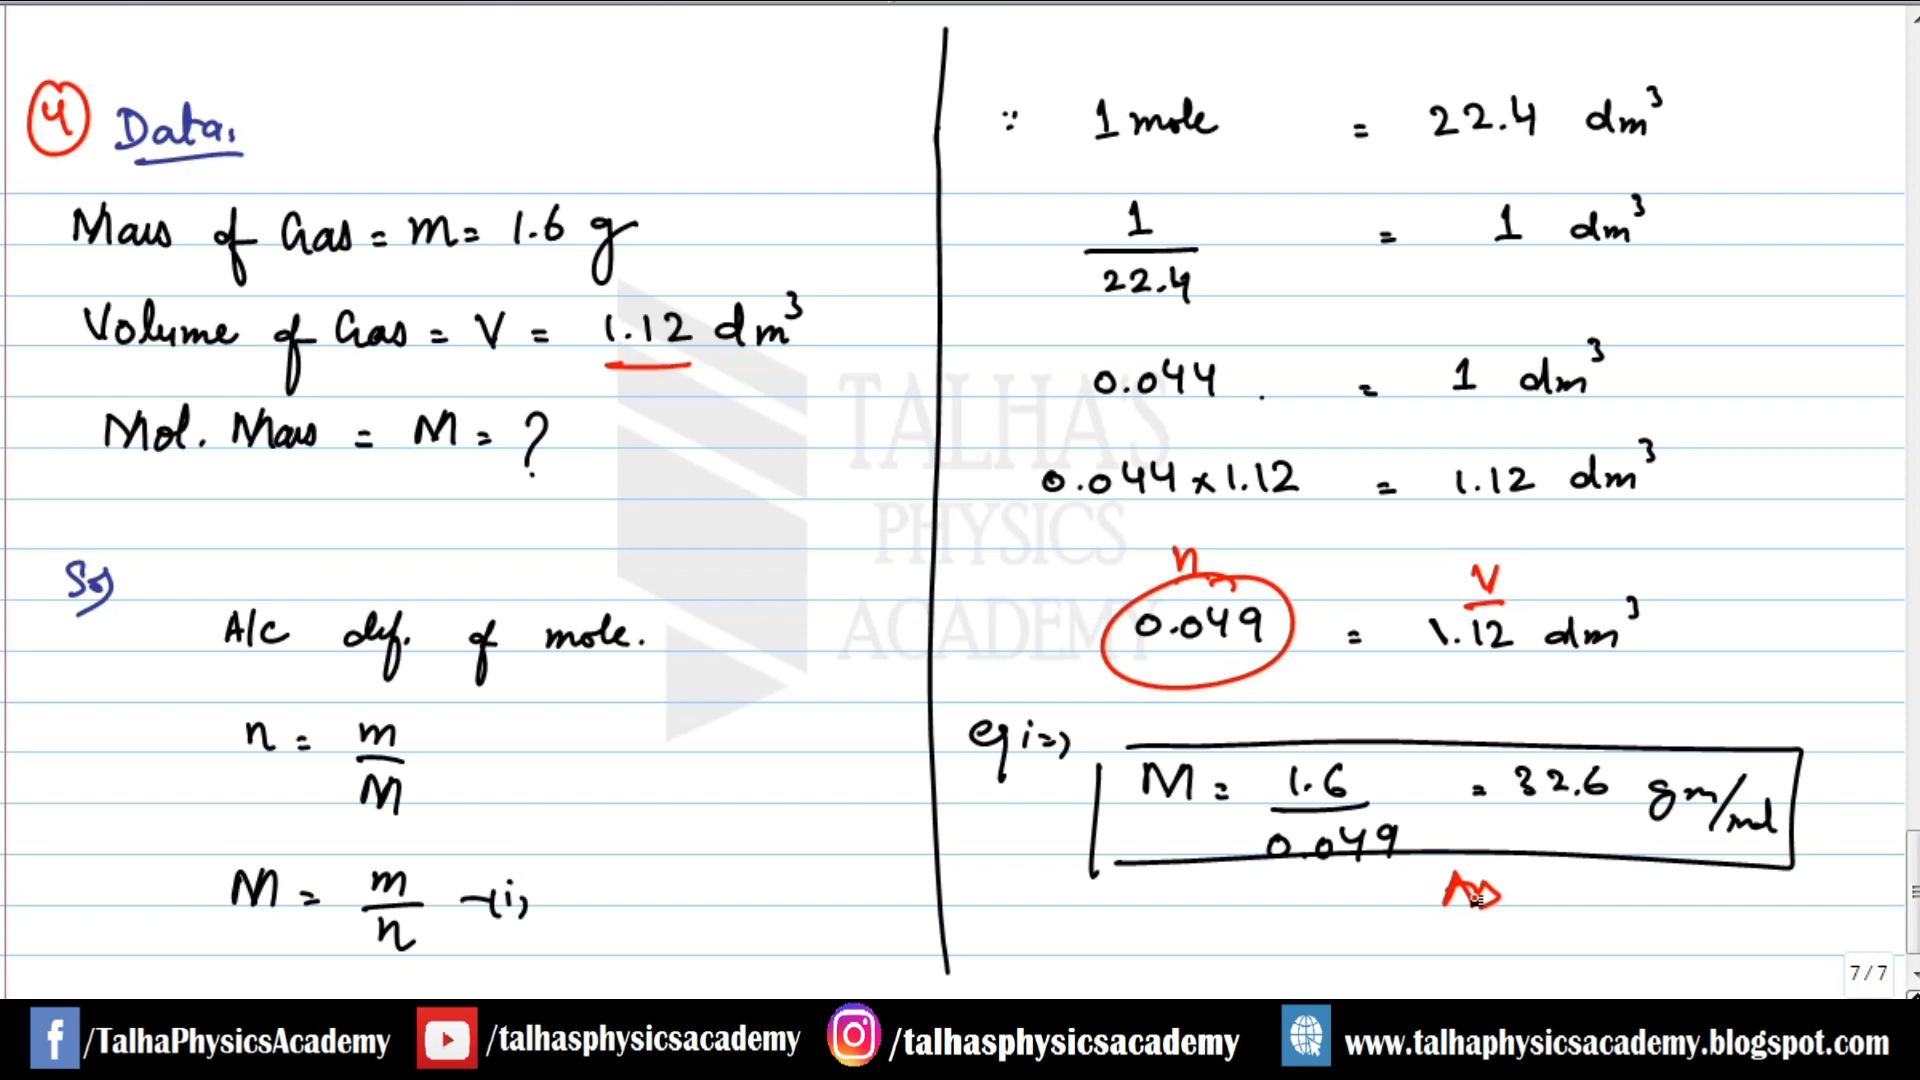 4 Data.
Mass of Gas = m = 1.6 g
Volume of Gas = V = 1.12 dm³
Mol. Mass = M = ?
Sol
A/C def. of mole.
n = m/M
M = m/n -(i)
∵ 1 mole = 22.4 dm³
1/22.4 = 1 dm³
0.044 = 1 dm³
0.044 x 1.12 = 1.12 dm³
n V
0.049 = 1.12 dm³
eq i=)
M = 1.6/0.049 = 32.6 gm/mol
Ans
TALHA'S
PHYSICS
ACADEMY
7 / 7
/TalhaPhysicsAcademy /talhasphysicsacademy /talhasphysicsacademy www.talhaphysicsacademy.blogspot.com